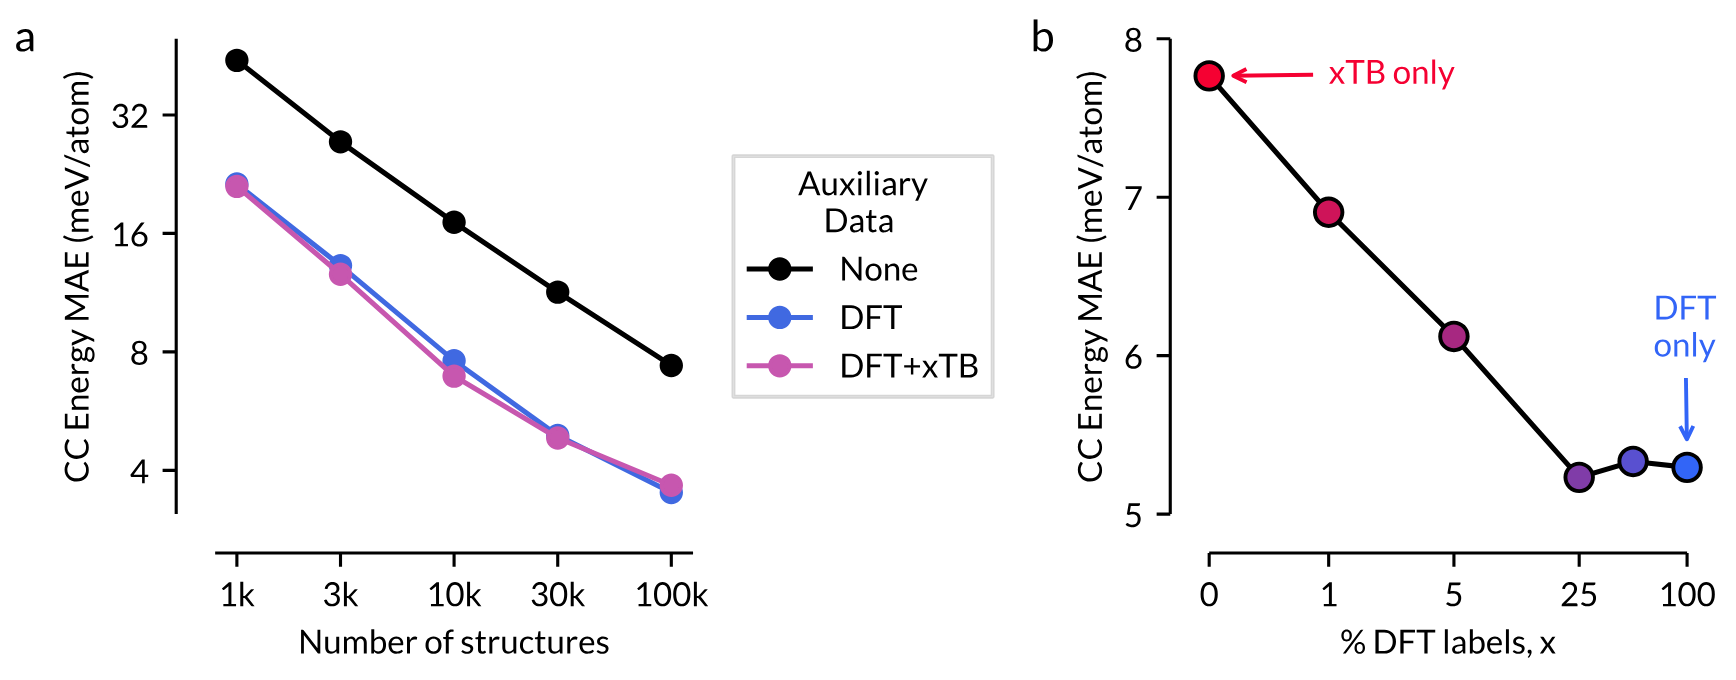 a
CC Energy MAE (meV/atom)
32
16
8
4
1k 3k 10k 30k 100k
Number of structures
Auxiliary
Data
None
DFT
DFT+xTB
b
CC Energy MAE (meV/atom)
8
7
6
5
xTB only
DFT
only
0 1 5 25 100
% DFT labels, x